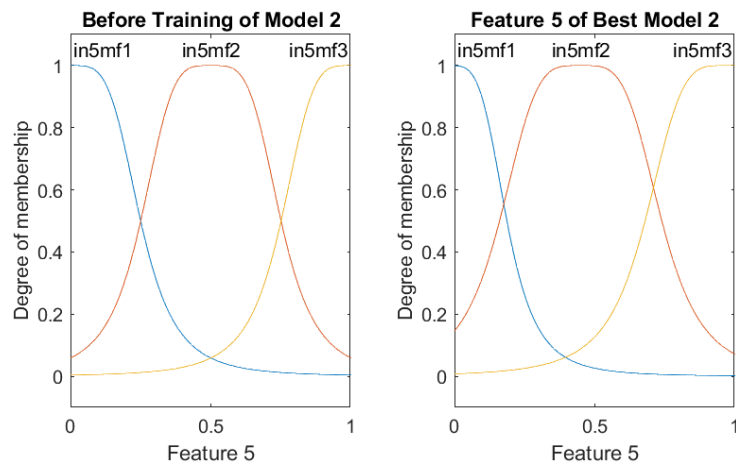 Before Training of Model 2
in5mf1 in5mf2 in5mf3
1
0.8
0.6
0.4
0.2
0
Degree of membership
0 0.5 1
Feature 5
Feature 5 of Best Model 2
in5mf1 in5mf2 in5mf3
1
0.8
0.6
0.4
0.2
0
Degree of membership
0 0.5 1
Feature 5